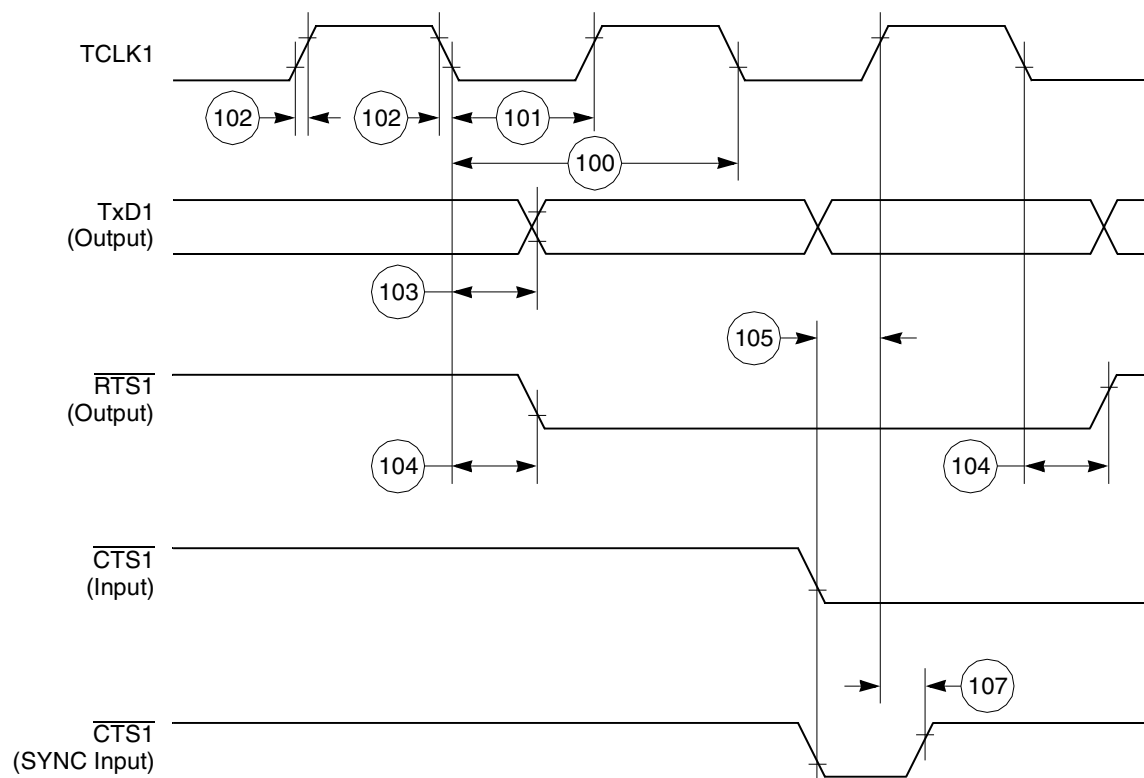 TCLK1
102
102
101
100
TxD1
(Output)
103
105
RTS1
(Output)
104
104
CTS1
(Input)
107
CTS1
(SYNC Input)